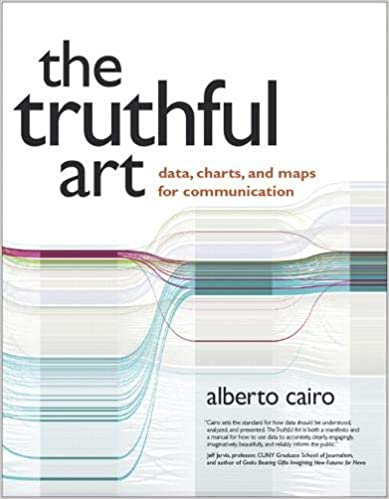 the
truthful
art
data, charts, and maps
for communication
alberto cairo
"Cairo sets the standard for how data should be understood,
analyzed, and presented. The Truthful Art is both a manifesto and
a manual for how to use data to accurately, clearly, engagingly,
imaginatively, beautifully, and reliably inform the public."
Jeff Jarvis, professor, CUNY Graduate School of Journalism,
and author of Geeks Bearing Gifts: Imagining New Futures for News